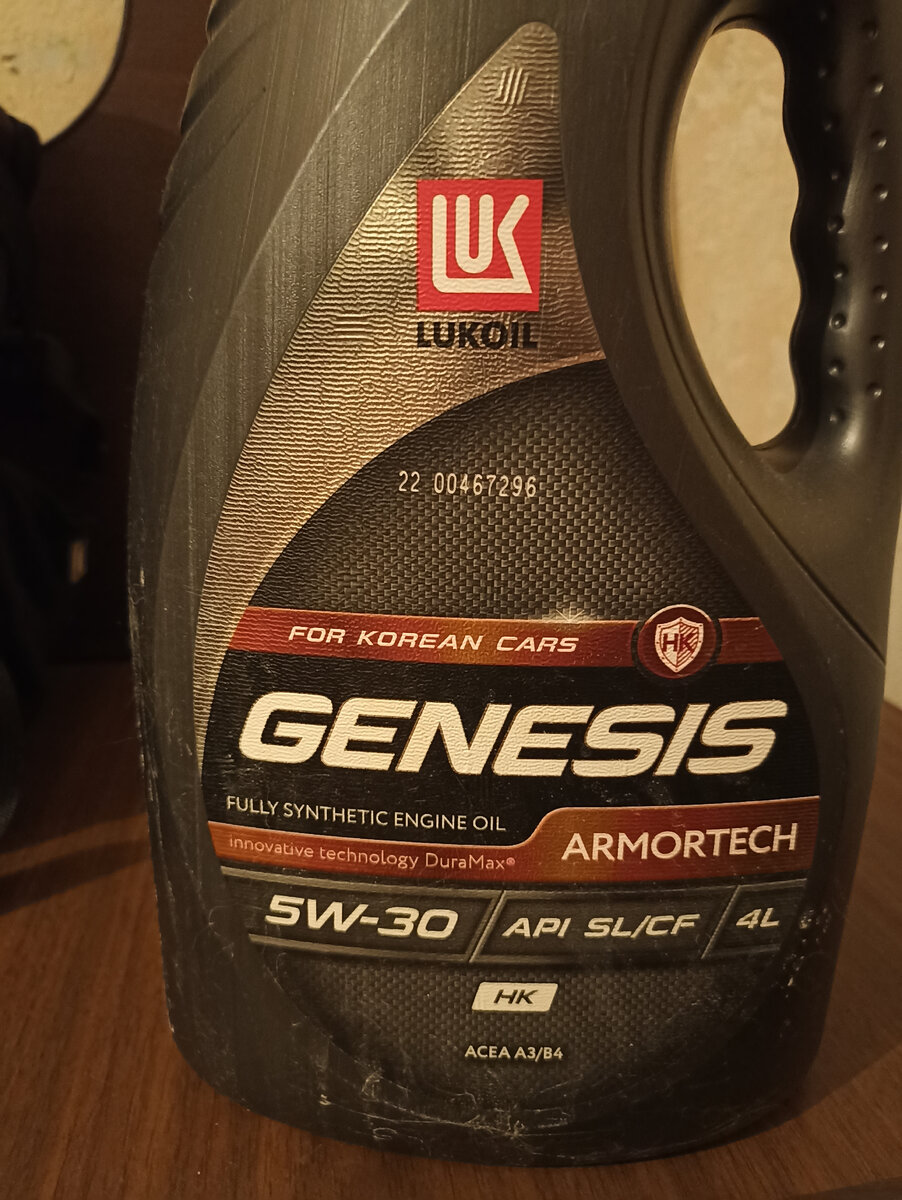 LUK
LUKOIL
22 00467296
FOR KOREAN CARS HK
GENESIS
FULLY SYNTHETIC ENGINE OIL
innovative technology DuraMax®
ARMORTECH
5W-30 API SL/CF 4L
HK
ACEA A3/B4